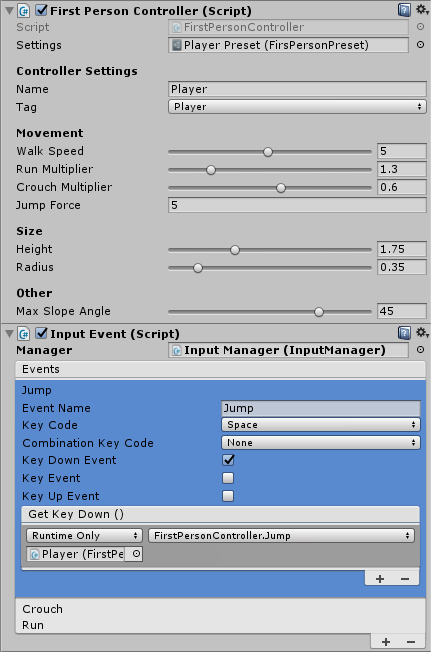 First Person Controller (Script)
Script FirstPersonController
Settings Player Preset (FirsPersonPreset)
Controller Settings
Name Player
Tag Player
Movement
Walk Speed 5
Run Multiplier 1.3
Crouch Multiplier 0.6
Jump Force 5
Size
Height 1.75
Radius 0.35
Other
Max Slope Angle 45
Input Event (Script)
Manager Input Manager (InputManager)
Events
Jump
Event Name Jump
Key Code Space
Combination Key Code None
Key Down Event
Key Event
Key Up Event
Get Key Down ()
Runtime Only FirstPersonController.Jump
Player (FirstPe
+ −
Crouch
Run
+ −